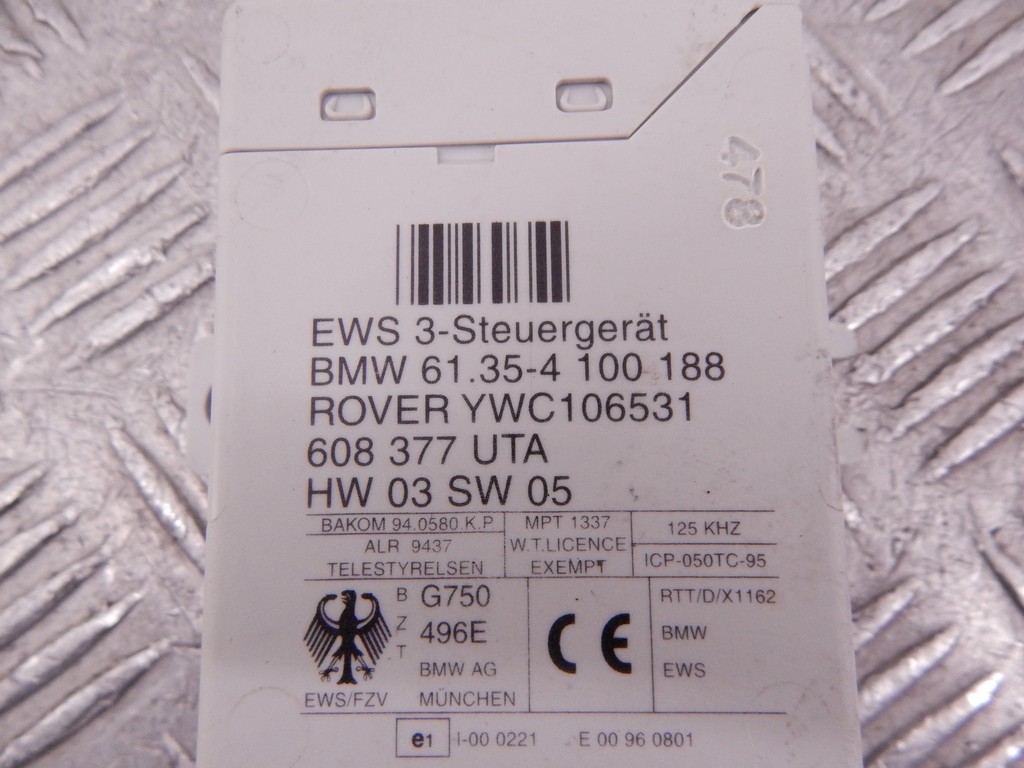 478
EWS 3-Steuergerät
BMW 61.35-4 100 188
ROVER YWC106531
608 377 UTA
HW 03 SW 05
BAKOM 94.0580.K.P
ALR 9437
TELESTYRELSEN
MPT 1337
W.T.LICENCE
EXEMPT
125 KHZ
ICP-050TC-95
EWS/FZV
B
Z
T
G750
496E
BMW AG
MÜNCHEN
CE
RTT/D/X1162
BMW
EWS
e1 I-00 0221 E 00 96 0801